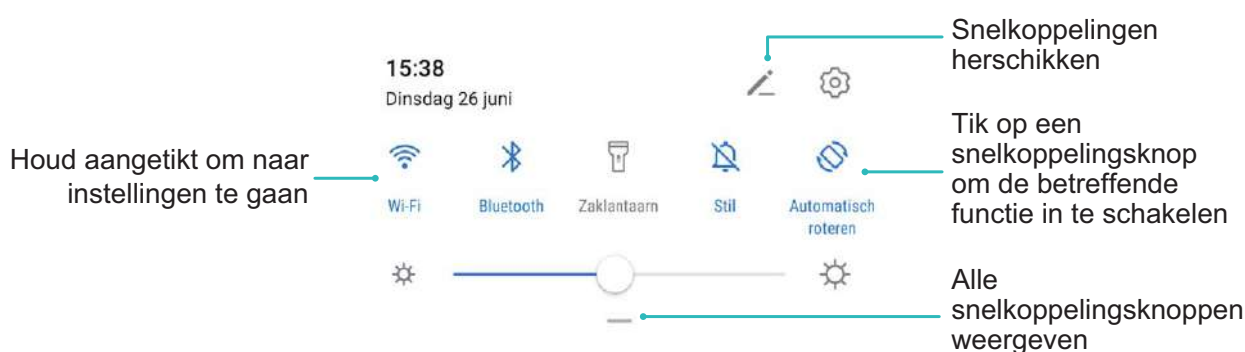 Snelkoppelingen
herschikken
15:38
Dinsdag 26 juni
Houd aangetikt om naar
instellingen te gaan
Wi-Fi
Bluetooth
Zaklantaarn
Stil
Automatisch
roteren
Tik op een
snelkoppelingsknop
om de betreffende
functie in te schakelen
Alle
snelkoppelingsknoppen
weergeven